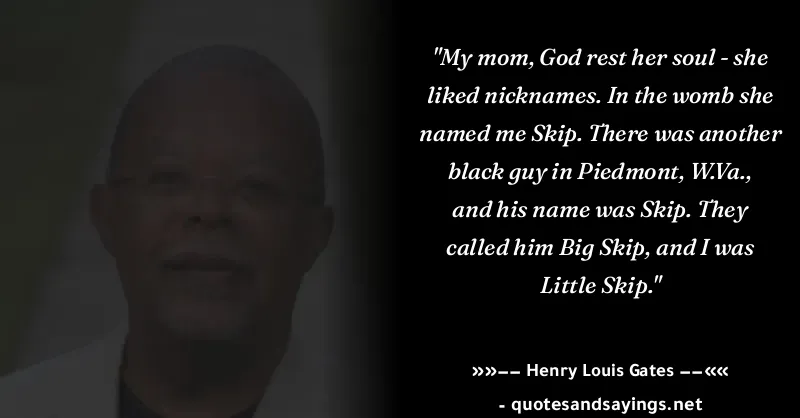 "My mom, God rest her soul - she
liked nicknames. In the womb she
named me Skip. There was another
black guy in Piedmont, W.Va.,
and his name was Skip. They
called him Big Skip, and I was
Little Skip."
»»–– Henry Louis Gates ––««
- quotesandsayings.net